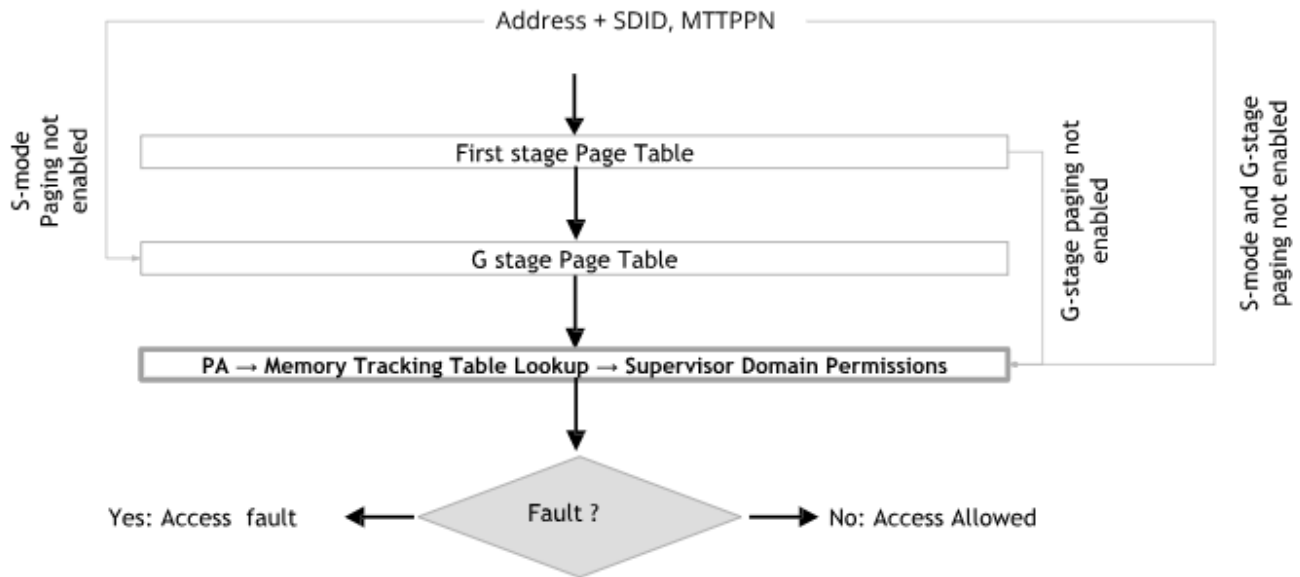 Address + SDID, MTTPPN
S-mode
Paging not
enabled
First stage Page Table
G stage Page Table
G-stage paging not
enabled
S-mode and G-stage
paging not enabled
PA → Memory Tracking Table Lookup → Supervisor Domain Permissions
Fault ?
Yes: Access fault
No: Access Allowed